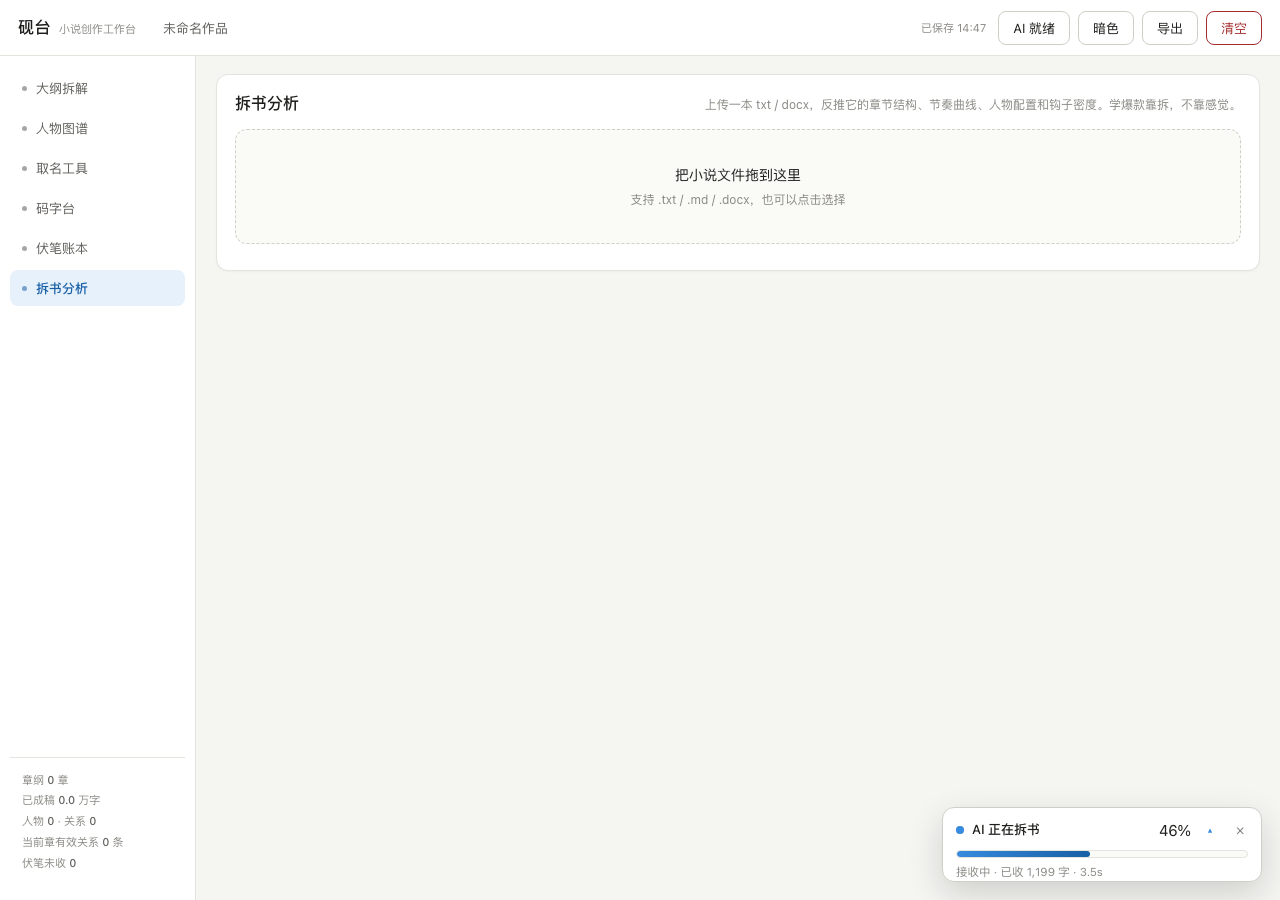 砚台 小说创作工作台 未命名作品 已保存 14:47 AI 就绪 暗色 导出 清空
大纲拆解
人物图谱
取名工具
码字台
伏笔账本
拆书分析
拆书分析 上传一本 txt / docx，反推它的章节结构、节奏曲线、人物配置和钩子密度。学爆款靠拆，不靠感觉。
把小说文件拖到这里
支持 .txt / .md / .docx，也可以点击选择
章纲 0 章
已成稿 0.0 万字
人物 0 · 关系 0
当前章有效关系 0 条
伏笔未收 0
AI 正在拆书 46% ▲ ×
接收中 · 已收 1,199 字 · 3.5s